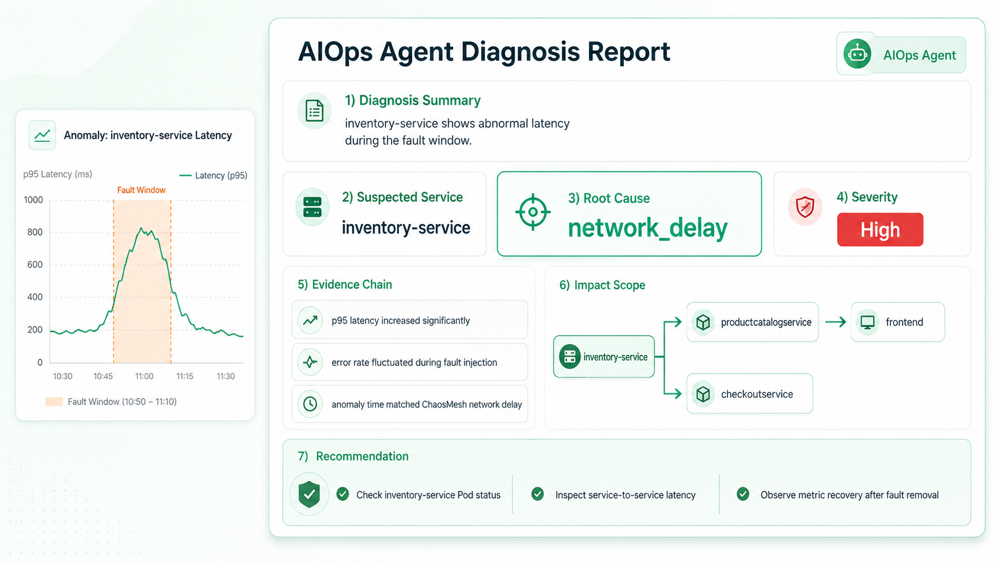 AIOps Agent Diagnosis Report
AIOps Agent
Anomaly: inventory-service Latency
p95 Latency (ms)
Latency (p95)
Fault Window
1000
800
600
400
200
0
10:30
10:45
11:00
11:15
11:30
Fault Window (10:50 – 11:10)
1) Diagnosis Summary
inventory-service shows abnormal latency
during the fault window.
2) Suspected Service
inventory-service
3) Root Cause
network_delay
4) Severity
High
5) Evidence Chain
p95 latency increased significantly
error rate fluctuated during fault injection
anomaly time matched ChaosMesh network delay
6) Impact Scope
inventory-service
productcatalogservice
frontend
checkoutservice
7) Recommendation
Check inventory-service Pod status
Inspect service-to-service latency
Observe metric recovery after fault removal